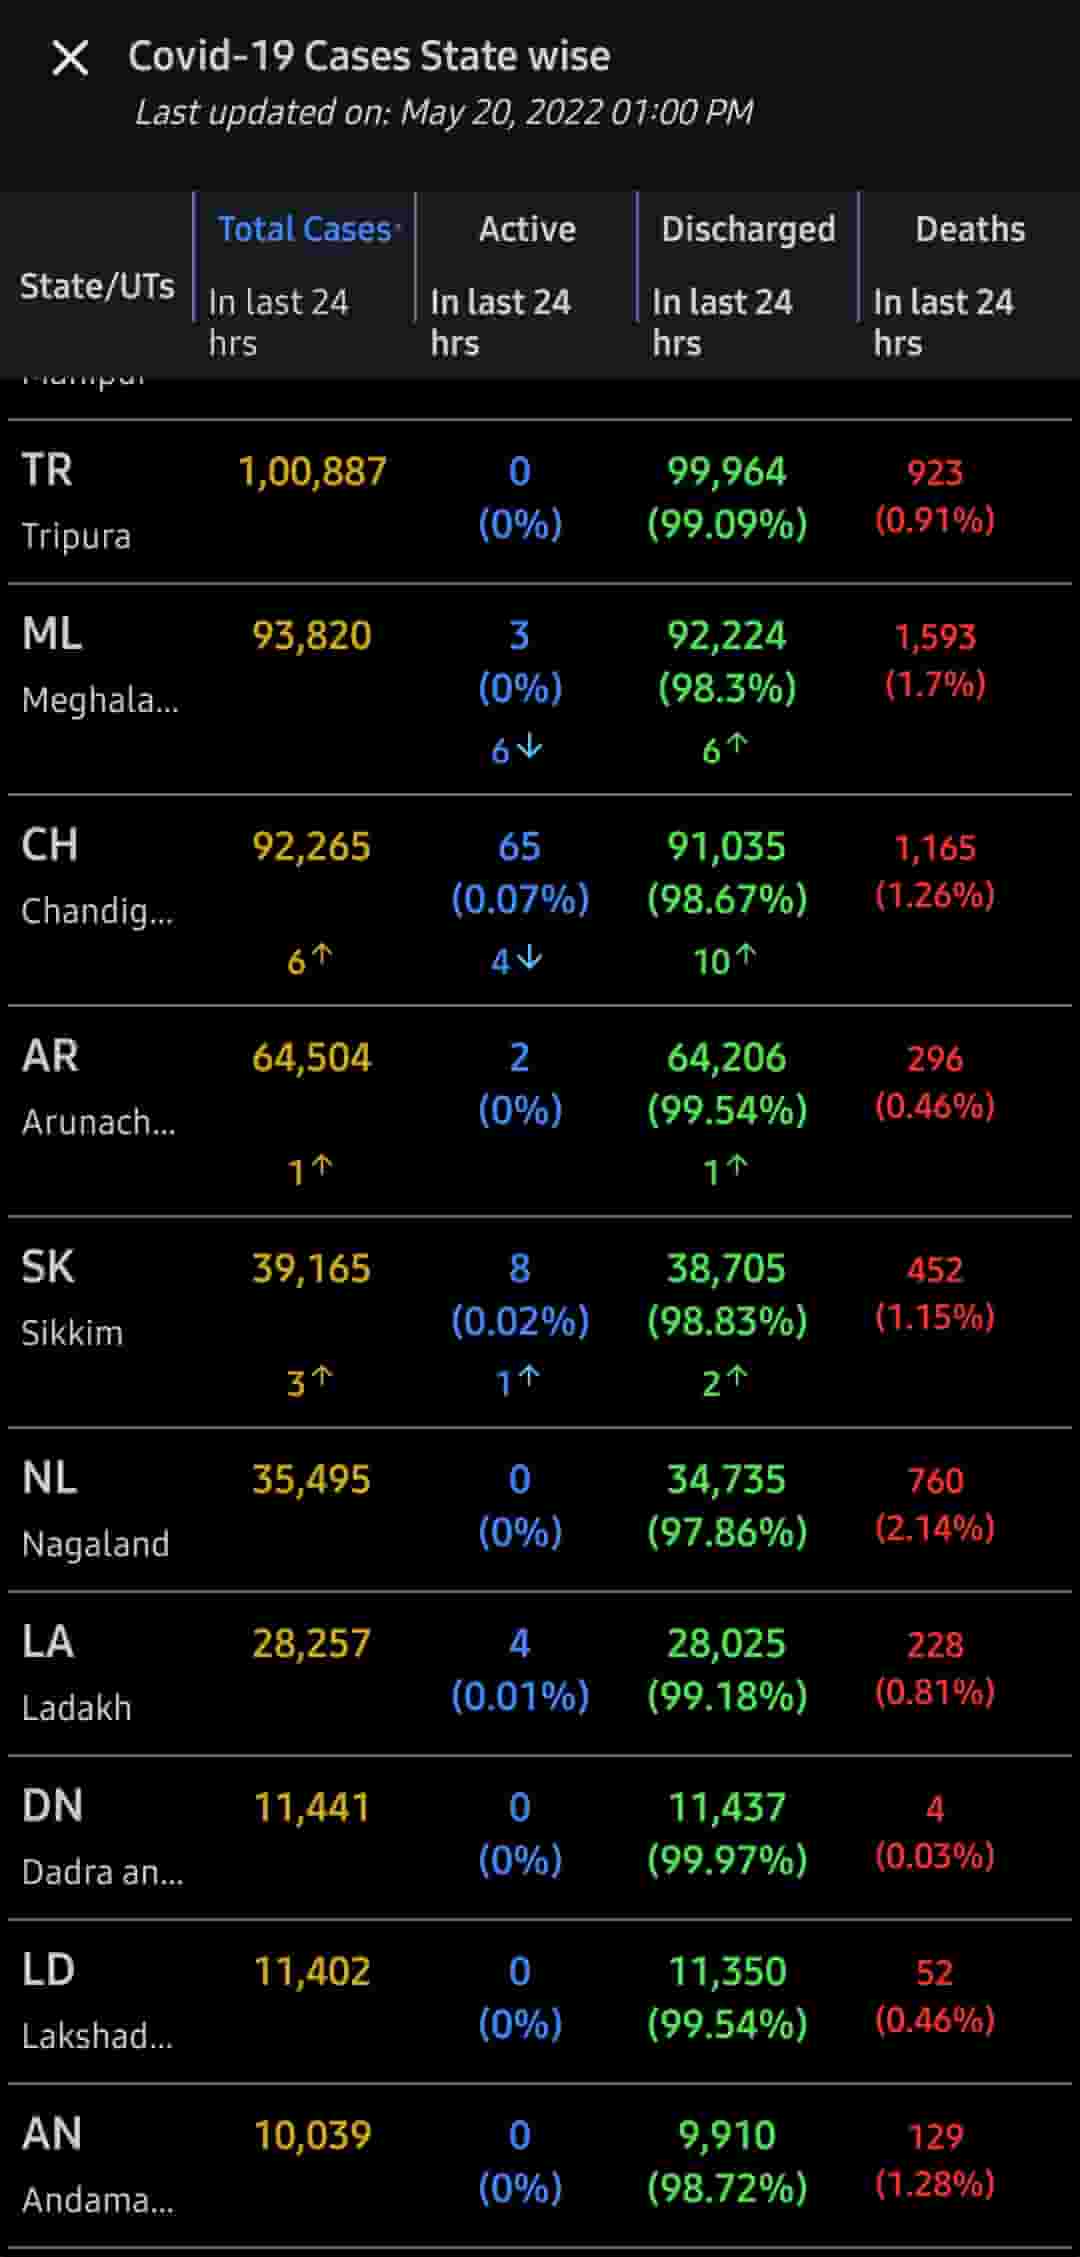 Covid-19 Cases State wise
Last updated on: May 20, 2022 01:00 PM
State/UTs
Total Cases
In last 24
hrs
Active
In last 24
hrs
Discharged
In last 24
hrs
Deaths
In last 24
hrs
Manipur
TR 1,00,887 0 99,964 923
Tripura (0%) (99.09%) (0.91%)
ML 93,820 3 92,224 1,593
Meghala... (0%) (98.3%) (1.7%)
6↓ 6↑
CH 92,265 65 91,035 1,165
Chandig... (0.07%) (98.67%) (1.26%)
6↑ 4↓ 10↑
AR 64,504 2 64,206 296
Arunach... (0%) (99.54%) (0.46%)
1↑ 1↑
SK 39,165 8 38,705 452
Sikkim (0.02%) (98.83%) (1.15%)
3↑ 1↑ 2↑
NL 35,495 0 34,735 760
Nagaland (0%) (97.86%) (2.14%)
LA 28,257 4 28,025 228
Ladakh (0.01%) (99.18%) (0.81%)
DN 11,441 0 11,437 4
Dadra an... (0%) (99.97%) (0.03%)
LD 11,402 0 11,350 52
Lakshad... (0%) (99.54%) (0.46%)
AN 10,039 0 9,910 129
Andama... (0%) (98.72%) (1.28%)